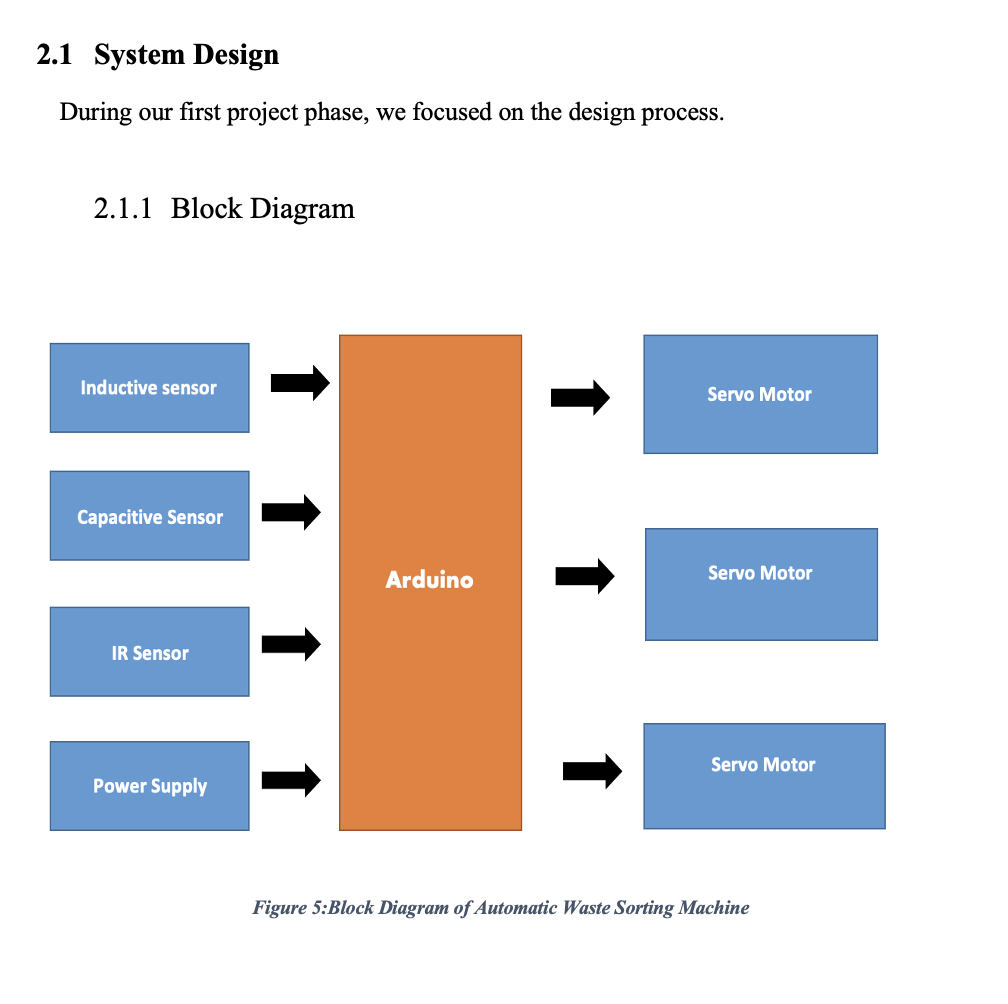 2.1 System Design
During our first project phase, we focused on the design process.
2.1.1 Block Diagram
Inductive sensor
Capacitive Sensor
IR Sensor
Power Supply
Arduino
Servo Motor
Servo Motor
Servo Motor
Figure 5:Block Diagram of Automatic Waste Sorting Machine